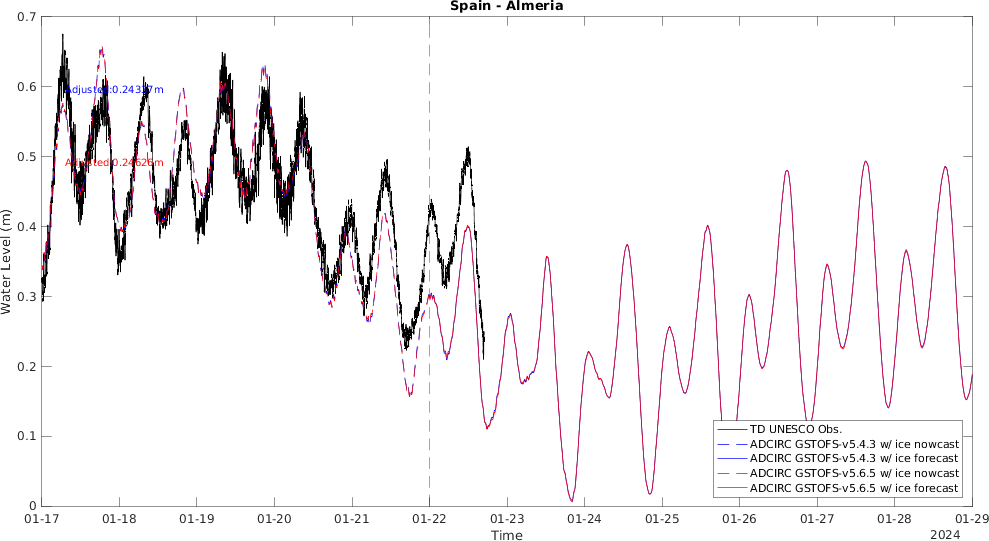 Spain - Almeria
0.7
0.6
0.5
0.4
0.3
0.2
0.1
0
Water Level (m)
Adjusted:0.24327m
Adjusted:0.24626m
TD UNESCO Obs.
ADCIRC GSTOFS-v5.4.3 w/ ice nowcast
ADCIRC GSTOFS-v5.4.3 w/ ice forecast
ADCIRC GSTOFS-v5.6.5 w/ ice nowcast
ADCIRC GSTOFS-v5.6.5 w/ ice forecast
01-17 01-18 01-19 01-20 01-21 01-22 01-23 01-24 01-25 01-26 01-27 01-28 01-29
Time
2024